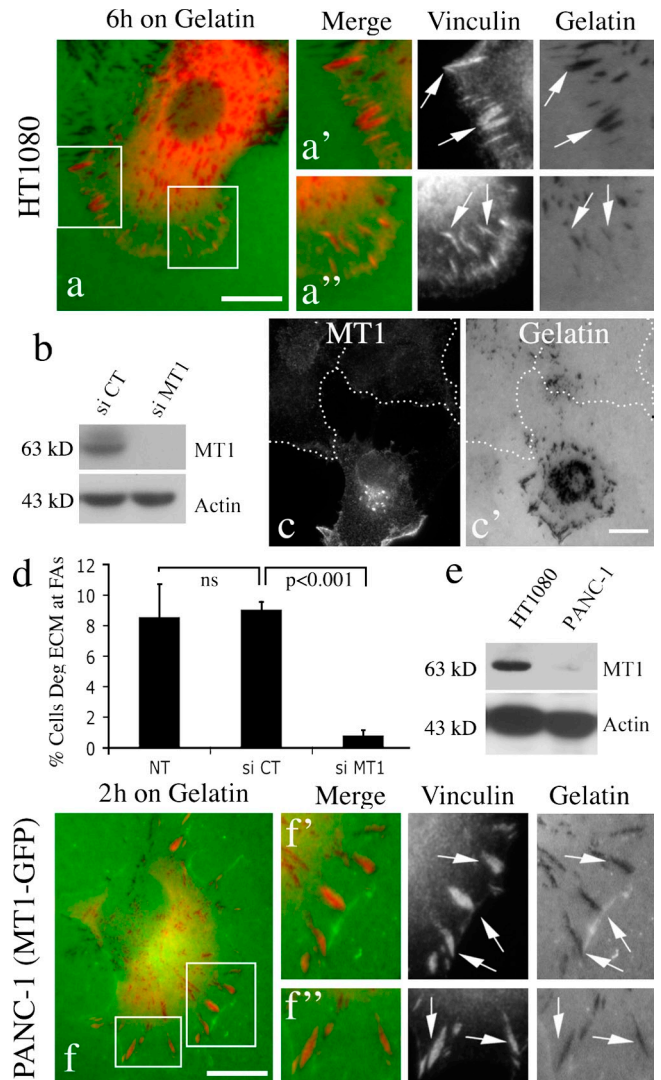 6h on Gelatin
Merge
Vinculin
Gelatin
HT1080
a
a'
a''
b
si CT
si MT1
63 kD
MT1
43 kD
Actin
MT1
Gelatin
c
c'
d
% Cells Deg ECM at FAs
12
10
8
6
4
2
0
ns
p<0.001
NT
si CT
si MT1
e
HT1080
PANC-1
63 kD
MT1
43 kD
Actin
2h on Gelatin
Merge
Vinculin
Gelatin
PANC-1 (MT1-GFP)
f
f'
f''